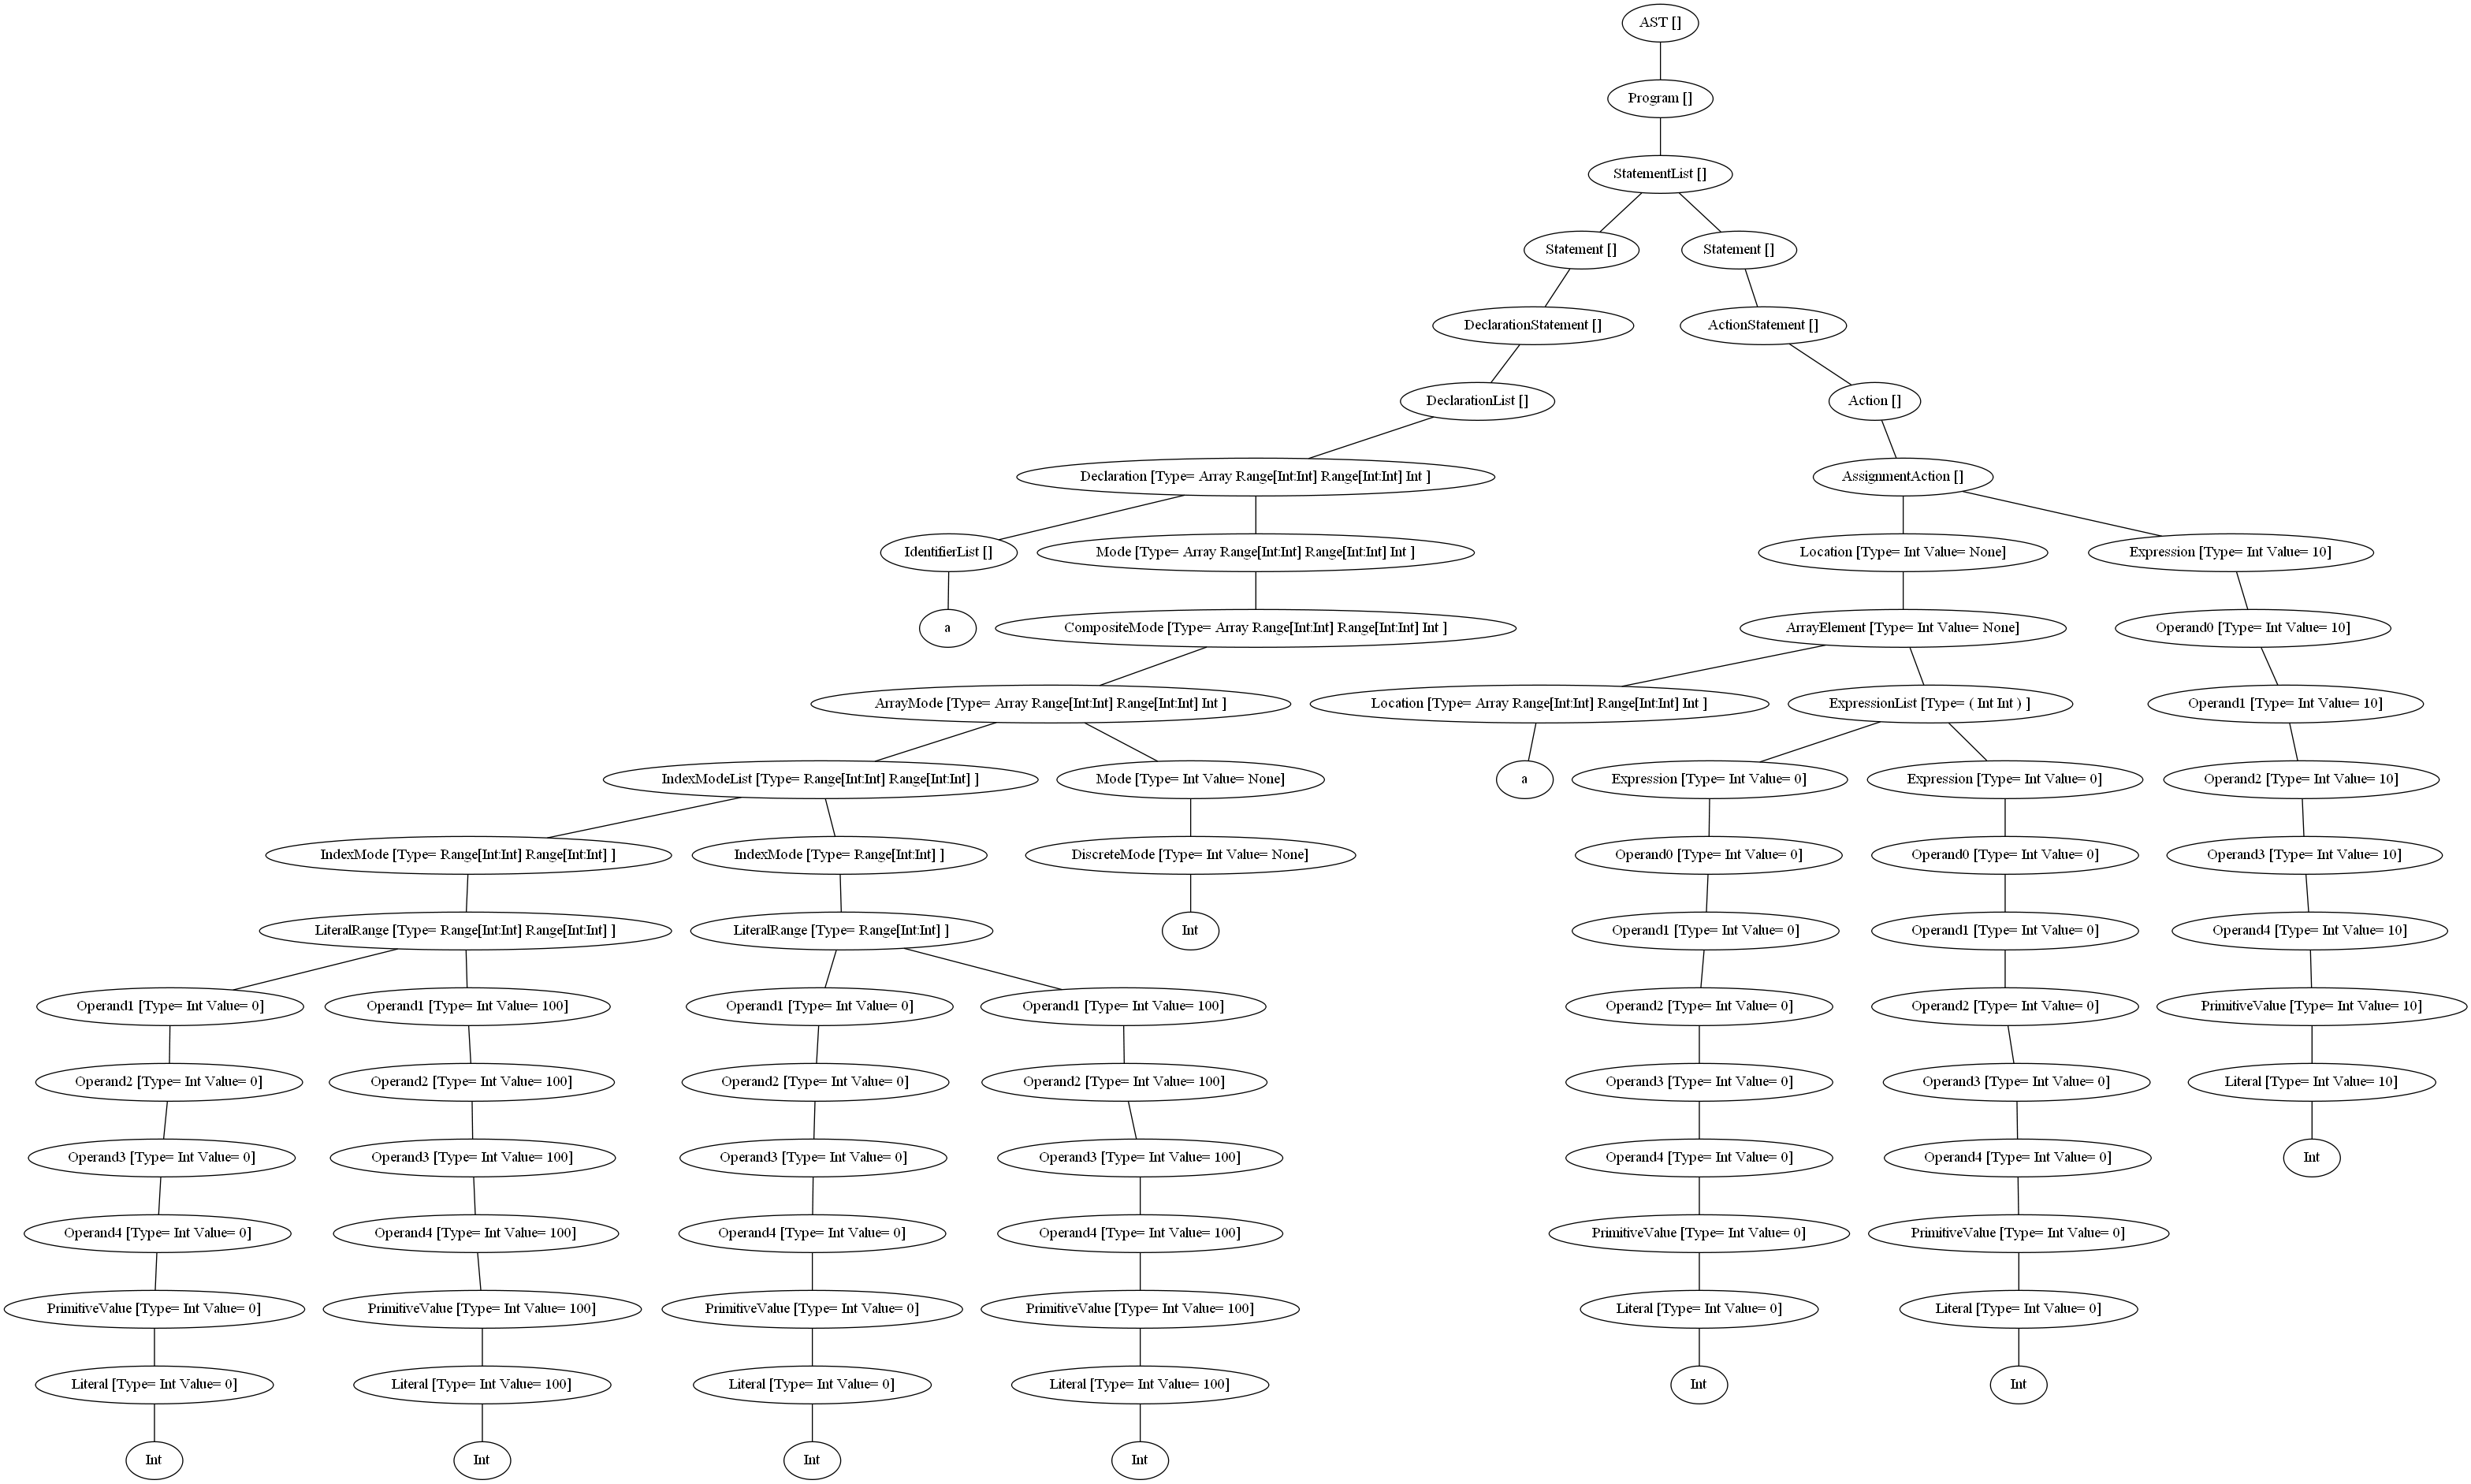 AST []
Program []
StatementList []
Statement []
Statement []
DeclarationStatement []
ActionStatement []
DeclarationList []
Action []
Declaration [Type= Array Range[Int:Int] Range[Int:Int] Int ]
AssignmentAction []
IdentifierList []
Mode [Type= Array Range[Int:Int] Range[Int:Int] Int ]
Location [Type= Int Value= None]
Expression [Type= Int Value= 10]
a
CompositeMode [Type= Array Range[Int:Int] Range[Int:Int] Int ]
ArrayElement [Type= Int Value= None]
Operand0 [Type= Int Value= 10]
ArrayMode [Type= Array Range[Int:Int] Range[Int:Int] Int ]
Location [Type= Array Range[Int:Int] Range[Int:Int] Int ]
ExpressionList [Type= ( Int Int ) ]
Operand1 [Type= Int Value= 10]
IndexModeList [Type= Range[Int:Int] Range[Int:Int] ]
Mode [Type= Int Value= None]
a
Expression [Type= Int Value= 0]
Expression [Type= Int Value= 0]
Operand2 [Type= Int Value= 10]
IndexMode [Type= Range[Int:Int] Range[Int:Int] ]
IndexMode [Type= Range[Int:Int] ]
DiscreteMode [Type= Int Value= None]
Operand0 [Type= Int Value= 0]
Operand0 [Type= Int Value= 0]
Operand3 [Type= Int Value= 10]
LiteralRange [Type= Range[Int:Int] Range[Int:Int] ]
LiteralRange [Type= Range[Int:Int] ]
Int
Operand1 [Type= Int Value= 0]
Operand1 [Type= Int Value= 0]
Operand4 [Type= Int Value= 10]
Operand1 [Type= Int Value= 0]
Operand1 [Type= Int Value= 100]
Operand1 [Type= Int Value= 0]
Operand1 [Type= Int Value= 100]
Operand2 [Type= Int Value= 0]
Operand2 [Type= Int Value= 0]
PrimitiveValue [Type= Int Value= 10]
Operand2 [Type= Int Value= 0]
Operand2 [Type= Int Value= 100]
Operand2 [Type= Int Value= 0]
Operand2 [Type= Int Value= 100]
Operand3 [Type= Int Value= 0]
Operand3 [Type= Int Value= 0]
Literal [Type= Int Value= 10]
Operand3 [Type= Int Value= 0]
Operand3 [Type= Int Value= 100]
Operand3 [Type= Int Value= 0]
Operand3 [Type= Int Value= 100]
Operand4 [Type= Int Value= 0]
Operand4 [Type= Int Value= 0]
Int
Operand4 [Type= Int Value= 0]
Operand4 [Type= Int Value= 100]
Operand4 [Type= Int Value= 0]
Operand4 [Type= Int Value= 100]
PrimitiveValue [Type= Int Value= 0]
PrimitiveValue [Type= Int Value= 0]
PrimitiveValue [Type= Int Value= 0]
PrimitiveValue [Type= Int Value= 100]
PrimitiveValue [Type= Int Value= 0]
PrimitiveValue [Type= Int Value= 100]
Literal [Type= Int Value= 0]
Literal [Type= Int Value= 0]
Literal [Type= Int Value= 0]
Literal [Type= Int Value= 100]
Literal [Type= Int Value= 0]
Literal [Type= Int Value= 100]
Int
Int
Int
Int
Int
Int